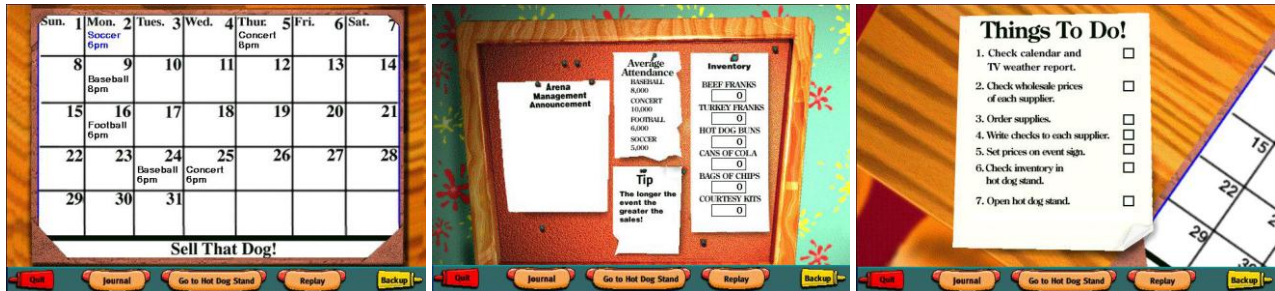 Sun. 1 Mon. 2 Tues. 3 Wed. 4 Thur. 5 Fri. 6 Sat. 7
Soccer
6pm
Concert
8pm
8 9 10 11 12 13 14
Baseball
8pm
15 16 17 18 19 20 21
Football
6pm
22 23 24 25 26 27 28
Baseball
6pm
Concert
6pm
29 30 31
Sell That Dog!
Quit
Journal
Go to Hot Dog Stand
Replay
Backup
Arena
Management
Announcement
Average
Attendance
BASEBALL
8,000
CONCERT
10,000
FOOTBALL
6,000
SOCCER
5,000
Tip
The longer the
event the
greater the
sales!
Inventory
BEEF FRANKS
0
TURKEY FRANKS
0
HOT DOG BUNS
0
CANS OF COLA
0
BAGS OF CHIPS
0
COURTESY KITS
0
Quit
Journal
Go to Hot Dog Stand
Replay
Backup
Things To Do!
1. Check calendar and
TV weather report.
2. Check wholesale prices
of each supplier.
3. Order supplies.
4. Write checks to each supplier.
5. Set prices on event sign.
6. Check inventory in
hot dog stand.
7. Open hot dog stand.
15
22
29
30
Quit
Journal
Go to Hot Dog Stand
Replay
Backup